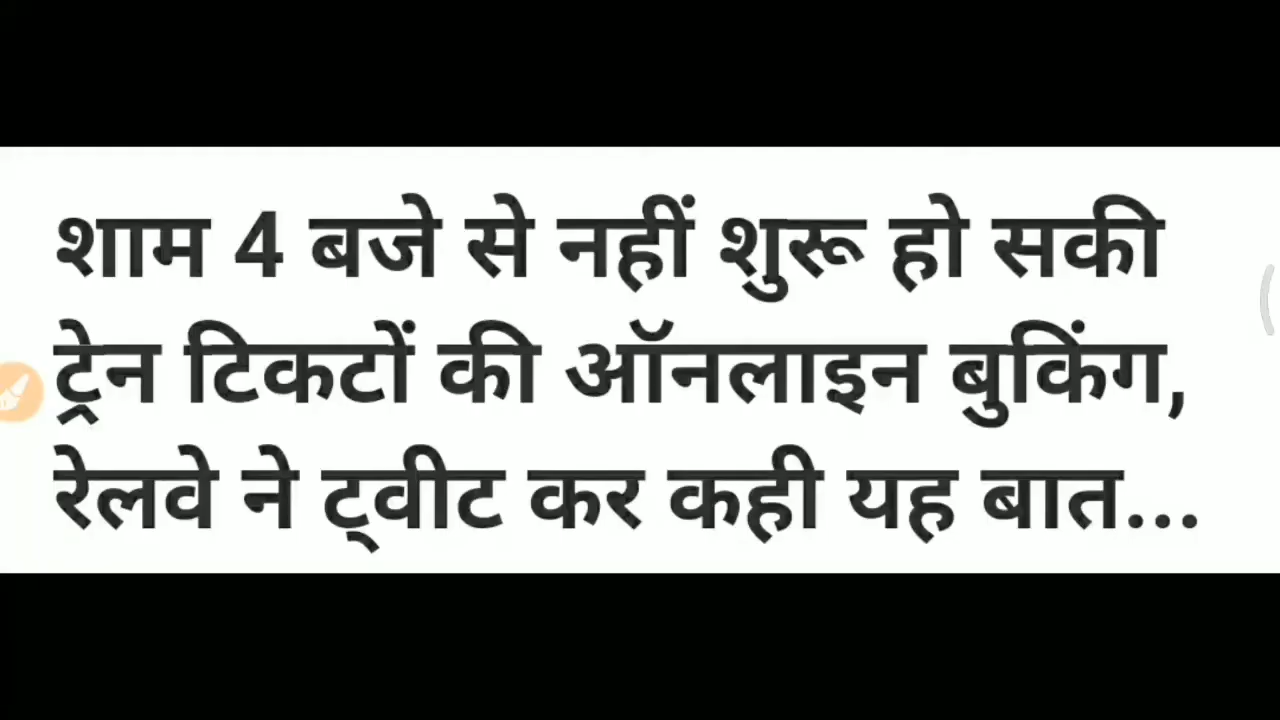 शाम 4 बजे से नहीं शुरू हो सकी
ट्रेन टिकटों की ऑनलाइन बुकिंग,
रेलवे ने ट्वीट कर कही यह बात...